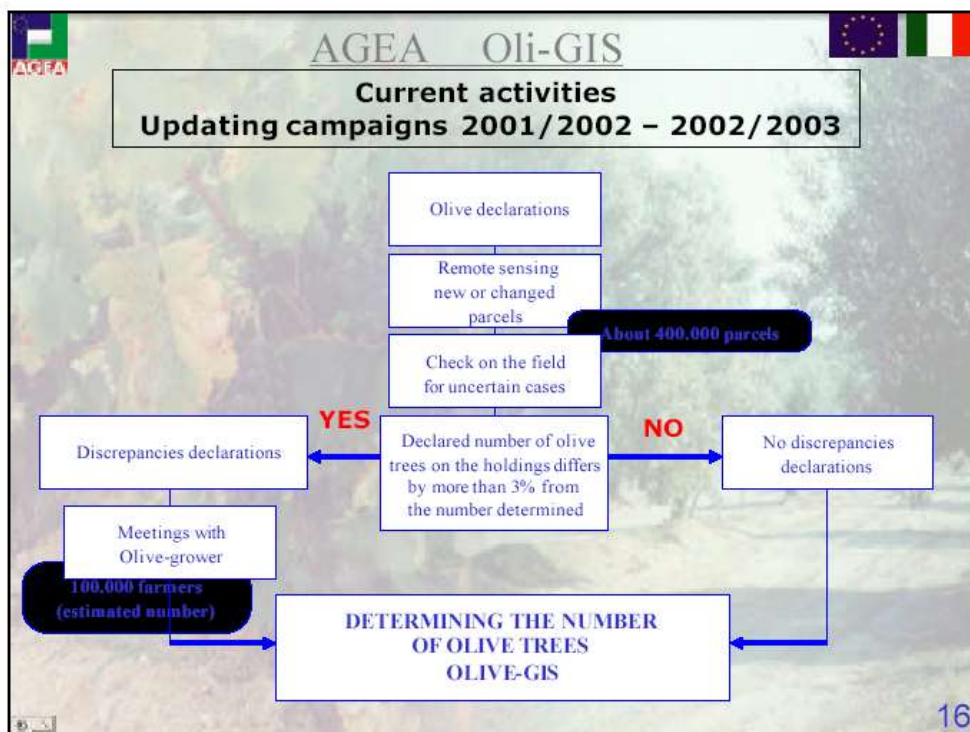 AGEA
AGEA Oli-GIS
Current activities
Updating campaigns 2001/2002 – 2002/2003
Olive declarations
Remote sensing
new or changed
parcels
About 400.000 parcels
Check on the field
for uncertain cases
YES
NO
Discrepancies declarations
Declared number of olive
trees on the holdings differs
by more than 3% from
the number determined
No discrepancies
declarations
Meetings with
Olive-grower
100.000 farmers
(estimated number)
DETERMINING THE NUMBER
OF OLIVE TREES
OLIVE-GIS
16